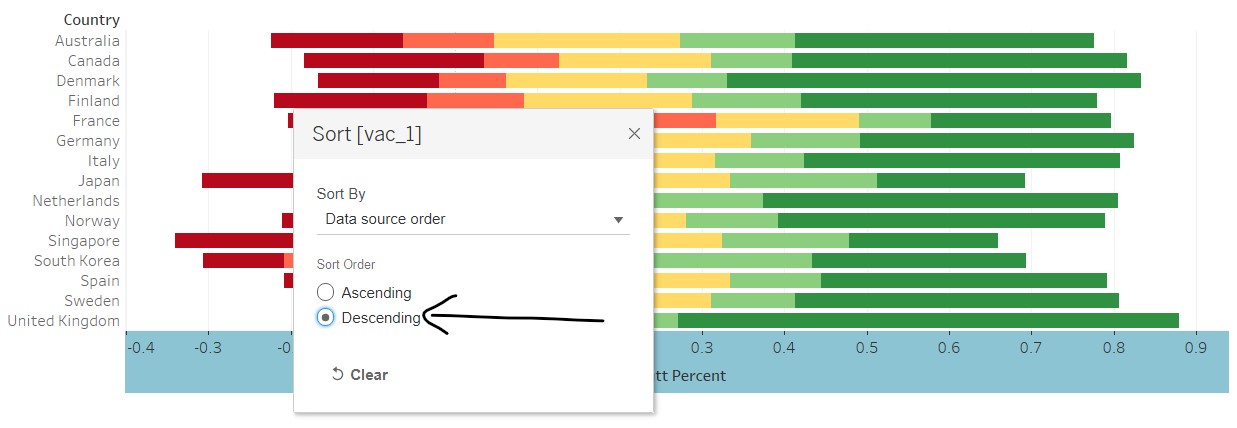 Country
Australia
Canada
Denmark
Finland
France
Germany
Italy
Japan
Netherlands
Norway
Singapore
South Korea
Spain
Sweden
United Kingdom
Sort [vac_1]
Sort By
Data source order
Sort Order
Ascending
Descending
Clear
-0.4 -0.3 0.3 0.4 0.5 0.6 0.7 0.8 0.9
tt Percent